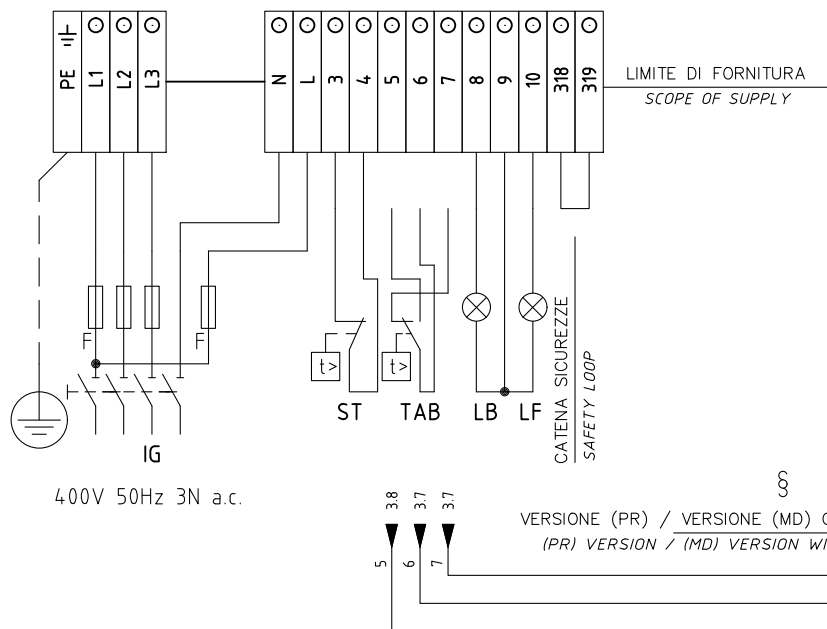 PE L1 L2 L3 N L 3 4 5 6 7 8 9 10 318 319
LIMITE DI FORNITURA
SCOPE OF SUPPLY
F F
t> t>
CATENA SICUREZZE
SAFETY LOOP
ST TAB LB LF
IG
400V 50Hz 3N a.c.
3.8 3.7 3.7
§
VERSIONE (PR) / VERSIONE (MD)
(PR) VERSION / (MD) VERSION
5 6 7